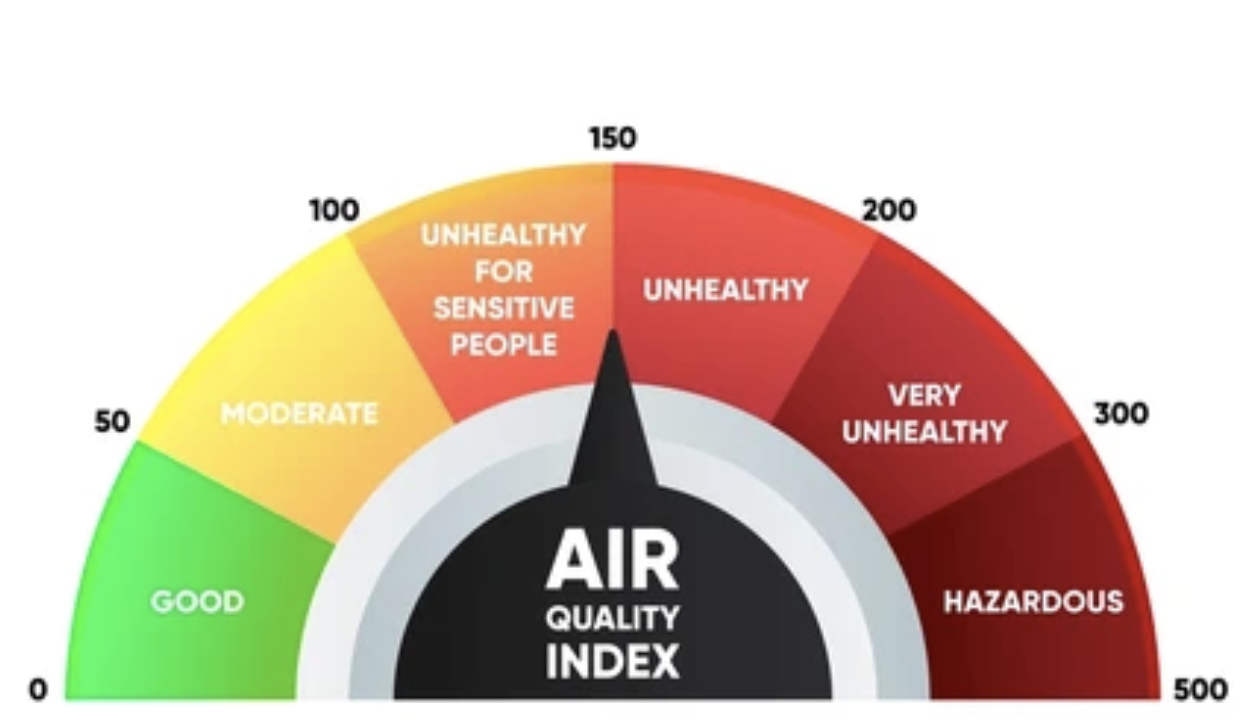 150
100
200
UNHEALTHY
FOR
SENSITIVE
PEOPLE
UNHEALTHY
50
MODERATE
VERY
UNHEALTHY
300
GOOD
HAZARDOUS
AIR
QUALITY
INDEX
0
500